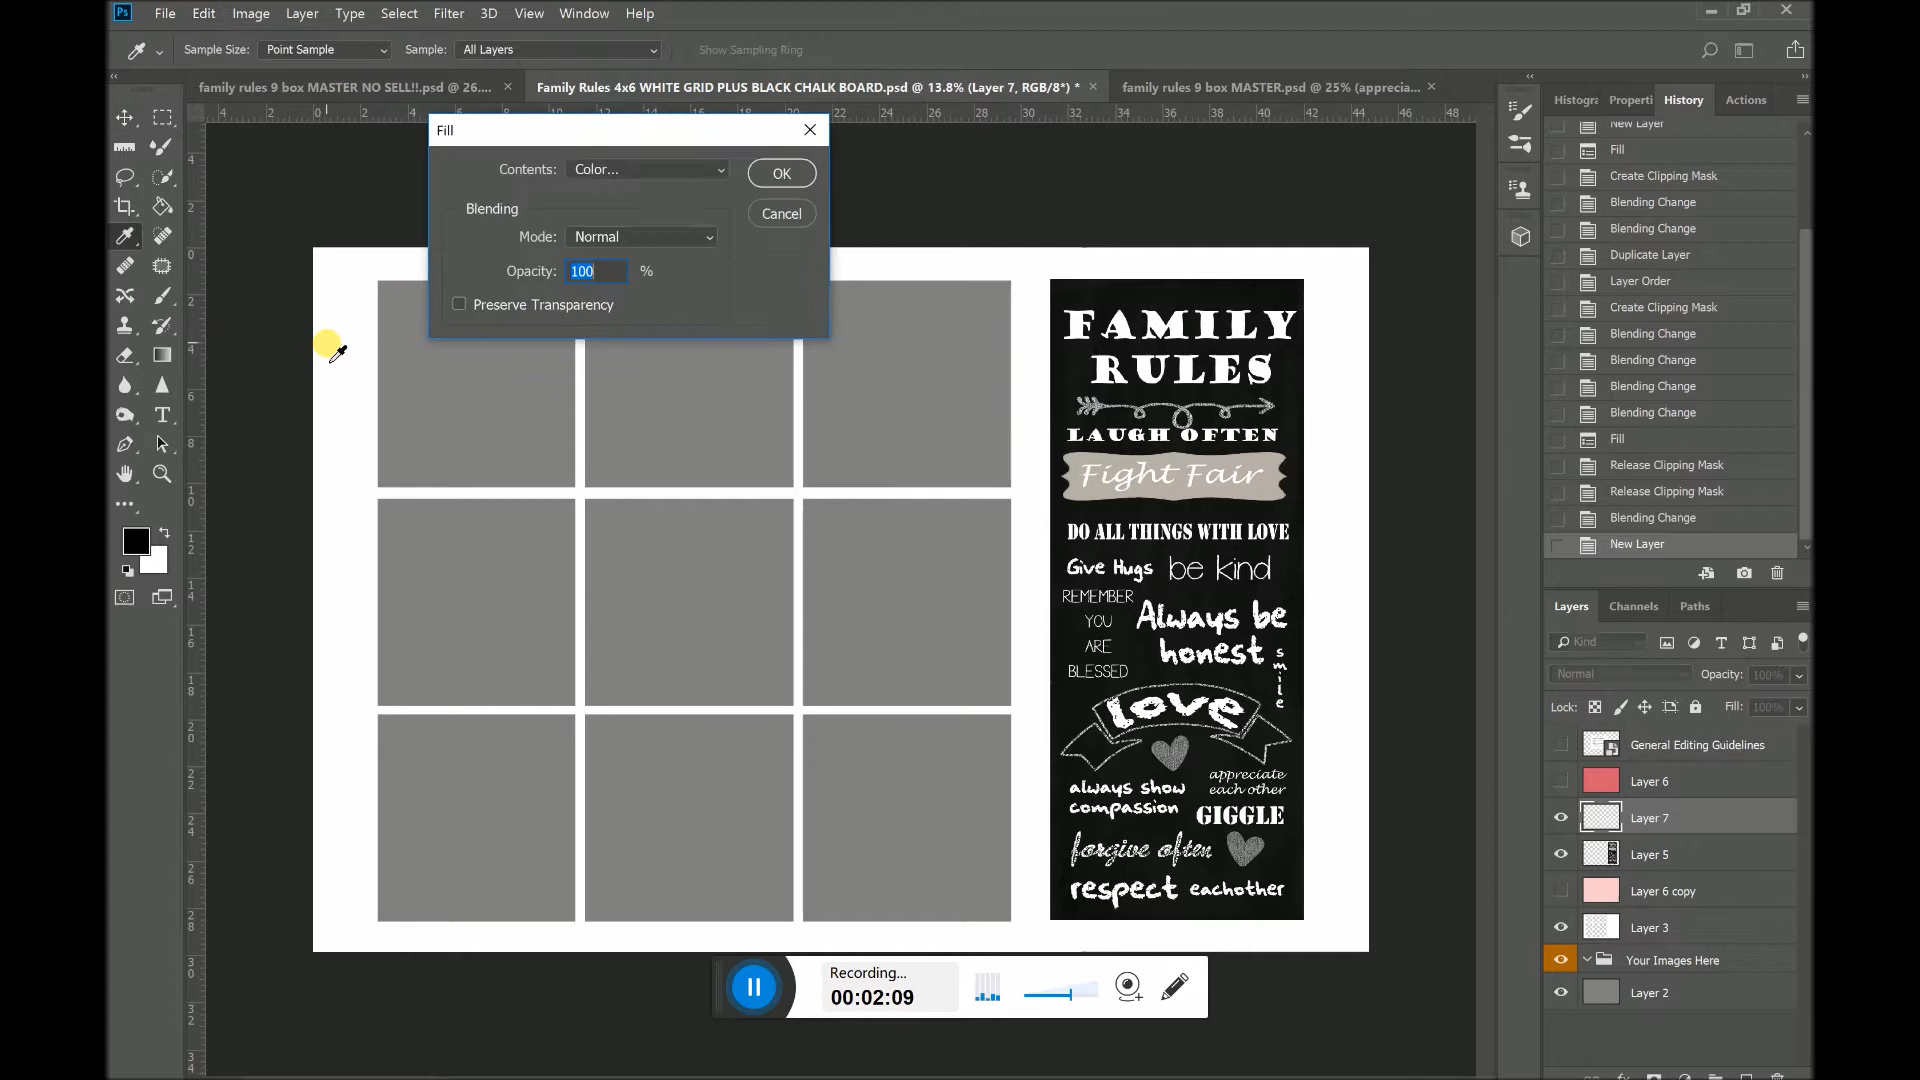 Ps File Edit Image Layer Type Select Filter 3D View Window Help
Sample Size: Point Sample Sample: All Layers Show Sampling Ring
family rules 9 box MASTER NO SELL!!.psd @ 26.... Family Rules 4x6 WHITE GRID PLUS BLACK CHALK BOARD.psd @ 13.8% (Layer 7, RGB/8*) * family rules 9 box MASTER.psd @ 25% (apprecia...
Fill
Contents: Color... OK
Blending Cancel
Mode: Normal
Opacity: 100 %
Preserve Transparency
FAMILY
RULES
LAUGH OFTEN
Fight Fair
DO ALL THINGS WITH LOVE
Give Hugs be kind
REMEMBER
YOU
ARE
BLESSED
Always be
honest
smile
love
always show
compassion
appreciate
each other
GIGGLE
forgive often
respect eachother
Recording...
00:02:09
Histogra Properti History Actions
New Layer
Fill
Create Clipping Mask
Blending Change
Blending Change
Duplicate Layer
Layer Order
Create Clipping Mask
Blending Change
Blending Change
Blending Change
Blending Change
Fill
Release Clipping Mask
Release Clipping Mask
Blending Change
New Layer
Layers Channels Paths
Kind
Normal Opacity: 100%
Lock: Fill: 100%
General Editing Guidelines
Layer 6
Layer 7
Layer 5
Layer 6 copy
Layer 3
Your Images Here
Layer 2